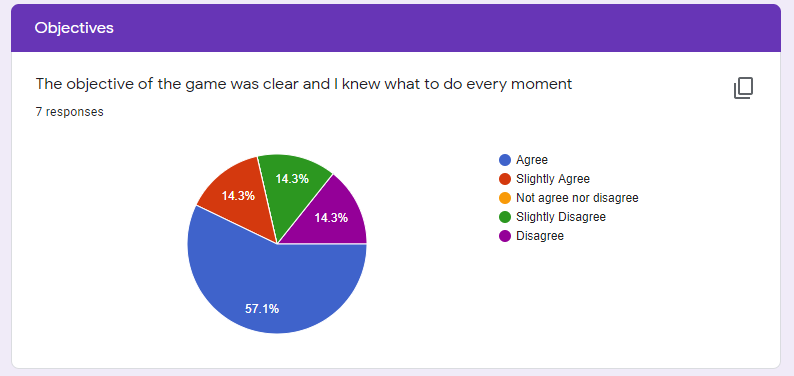 Objectives
The objective of the game was clear and I knew what to do every moment
7 responses
14.3%
14.3%
14.3%
57.1%
Agree
Slightly Agree
Not agree nor disagree
Slightly Disagree
Disagree